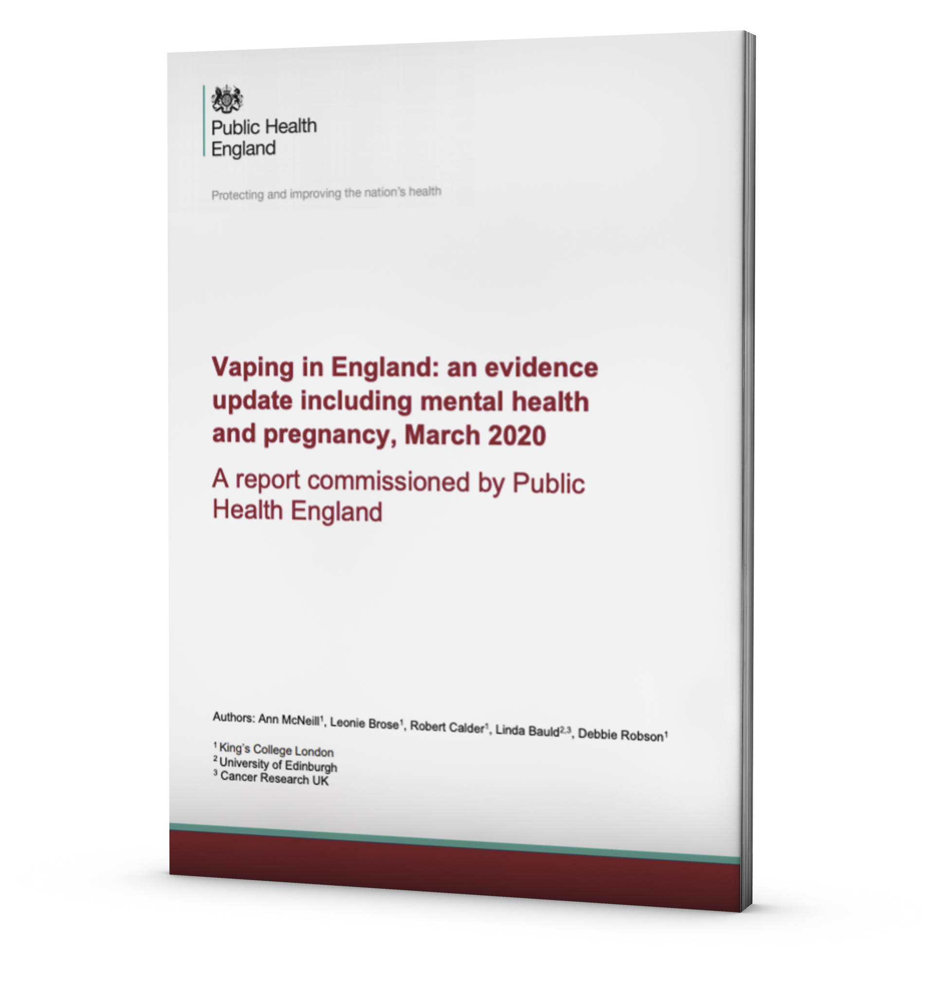 Public Health
England
Protecting and improving the nation's health
Vaping in England: an evidence
update including mental health
and pregnancy, March 2020
A report commissioned by Public
Health England
Authors: Ann McNeill¹, Leonie Brose¹, Robert Calder¹, Linda Bauld²,³, Debbie Robson¹
¹ King's College London
² University of Edinburgh
³ Cancer Research UK